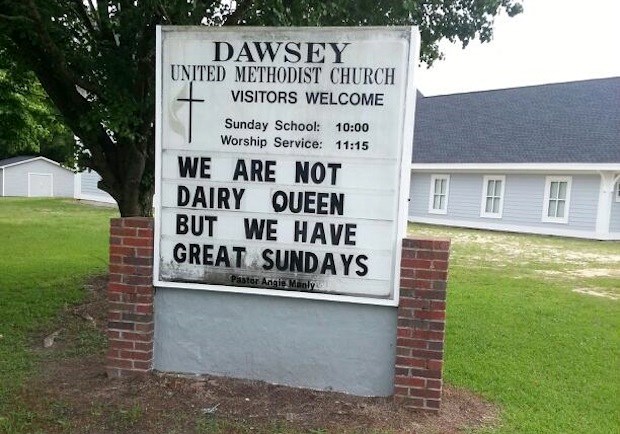 DAWSEY
UNITED METHODIST CHURCH
VISITORS WELCOME
Sunday School: 10:00
Worship Service: 11:15
WE ARE NOT
DAIRY QUEEN
BUT WE HAVE
GREAT SUNDAYS
Pastor Angie Manly